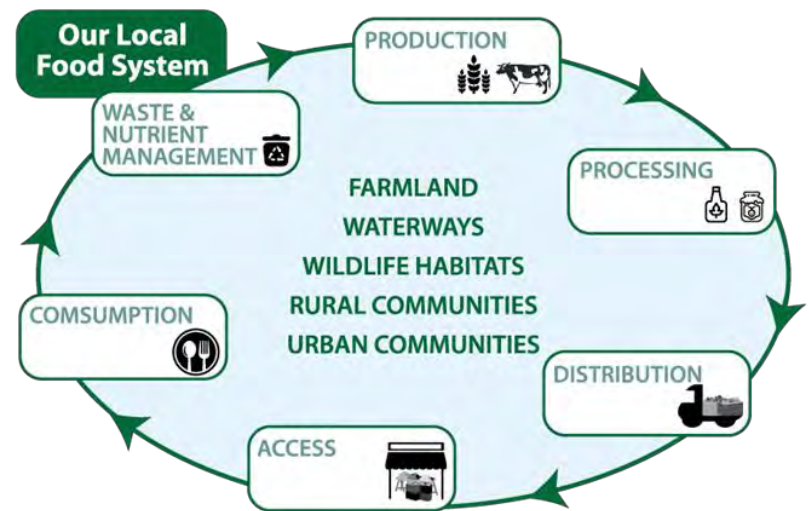 Our Local
Food System
PRODUCTION
WASTE &
NUTRIENT
MANAGEMENT
PROCESSING
FARMLAND
WATERWAYS
WILDLIFE HABITATS
RURAL COMMUNITIES
URBAN COMMUNITIES
COMSUMPTION
DISTRIBUTION
ACCESS